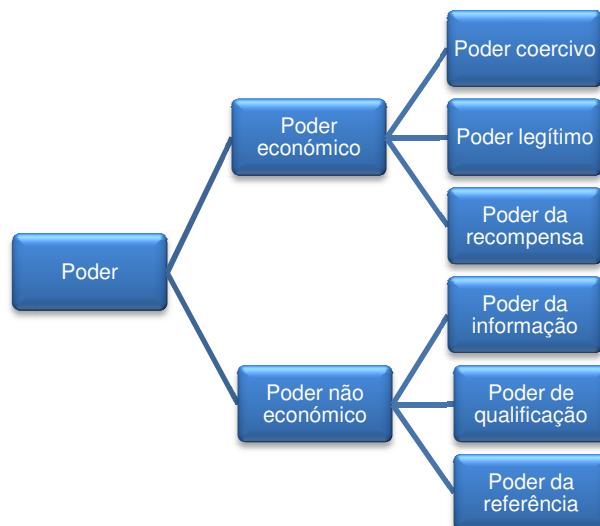 Poder
Poder
económico
Poder coercivo
Poder legítimo
Poder da
recompensa
Poder não
económico
Poder da
informação
Poder de
qualificação
Poder da
referência